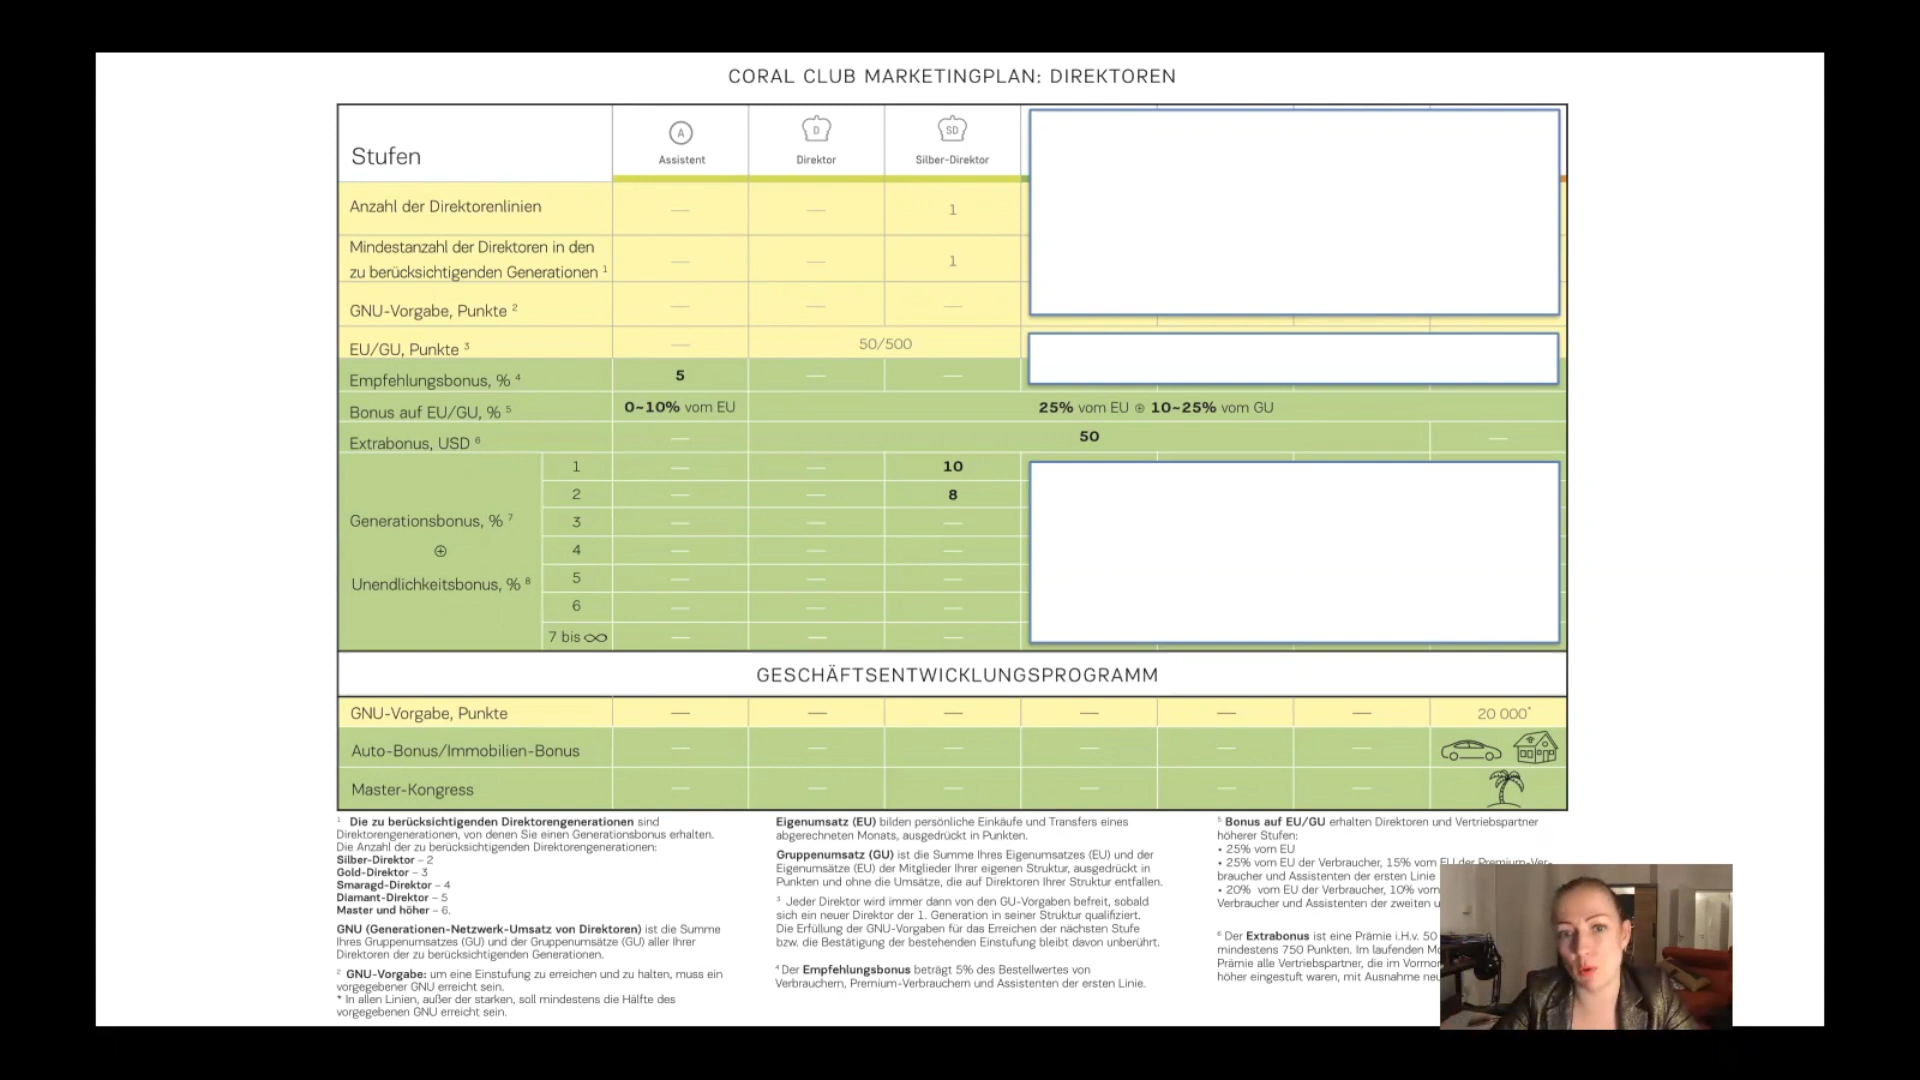 CORAL CLUB MARKETINGPLAN: DIREKTOREN
Stufen
A
Assistent
D
Direktor
SD
Silber-Direktor
Anzahl der Direktorenlinien — — 1
Mindestanzahl der Direktoren in den
zu berücksichtigenden Generationen 1 — — 1
GNU-Vorgabe, Punkte 2 — — —
EU/GU, Punkte 3 — 50/500
Empfehlungsbonus, % 4 5 — —
Bonus auf EU/GU, % 5 0~10% vom EU 25% vom EU ⊕ 10~25% vom GU
Extrabonus, USD 6 — 50 —
Generationsbonus, % 7
⊕
Unendlichkeitsbonus, % 8
1 — — 10
2 — — 8
3 — — —
4 — — —
5 — — —
6 — — —
7 bis ∞ — — —
GESCHÄFTSENTWICKLUNGSPROGRAMM
GNU-Vorgabe, Punkte — — — — — — 20 000*
Auto-Bonus/Immobilien-Bonus — — — — — —
Master-Kongress — — — — — —
1 Die zu berücksichtigenden Direktorengenerationen sind
Direktorengenerationen, von denen Sie einen Generationsbonus erhalten.
Die Anzahl der zu berücksichtigenden Direktorengenerationen:
Silber-Direktor – 2
Gold-Direktor – 3
Smaragd-Direktor – 4
Diamant-Direktor – 5
Master und höher – 6.
GNU (Generationen-Netzwerk-Umsatz von Direktoren) ist die Summe
Ihres Gruppenumsatzes (GU) und der Gruppenumsätze (GU) aller Ihrer
Direktoren der zu berücksichtigenden Generationen.
2 GNU-Vorgabe: um eine Einstufung zu erreichen und zu halten, muss ein
vorgegebener GNU erreicht sein.
* In allen Linien, außer der starken, soll mindestens die Hälfte des
vorgegebenen GNU erreicht sein.
Eigenumsatz (EU) bilden persönliche Einkäufe und Transfers eines
abgerechneten Monats, ausgedrückt in Punkten.
Gruppenumsatz (GU) ist die Summe Ihres Eigenumsatzes (EU) und der
Eigenumsätze (EU) der Mitglieder Ihrer eigenen Struktur, ausgedrückt in
Punkten und ohne die Umsätze, die auf Direktoren Ihrer Struktur entfallen.
3 Jeder Direktor wird immer dann von den GU-Vorgaben befreit, sobald
sich ein neuer Direktor der 1. Generation in seiner Struktur qualifiziert.
Die Erfüllung der GNU-Vorgaben für das Erreichen der nächsten Stufe
bzw. die Bestätigung der bestehenden Einstufung bleibt davon unberührt.
4 Der Empfehlungsbonus beträgt 5% des Bestellwertes von
Verbrauchern, Premium-Verbrauchern und Assistenten der ersten Linie.
5 Bonus auf EU/GU erhalten Direktoren und Vertriebspartner
höherer Stufen:
• 25% vom EU
• 25% vom EU der Verbraucher, 15% vom EU der Premium-Ver-
braucher und Assistenten der ersten Linie
• 20% vom EU der Verbraucher, 10% vom
Verbraucher und Assistenten der zweiten u
6 Der Extrabonus ist eine Prämie i.H.v. 50
mindestens 750 Punkten. Im laufenden Mo
Prämie alle Vertriebspartner, die im Vormon
höher eingestuft waren, mit Ausnahme neu